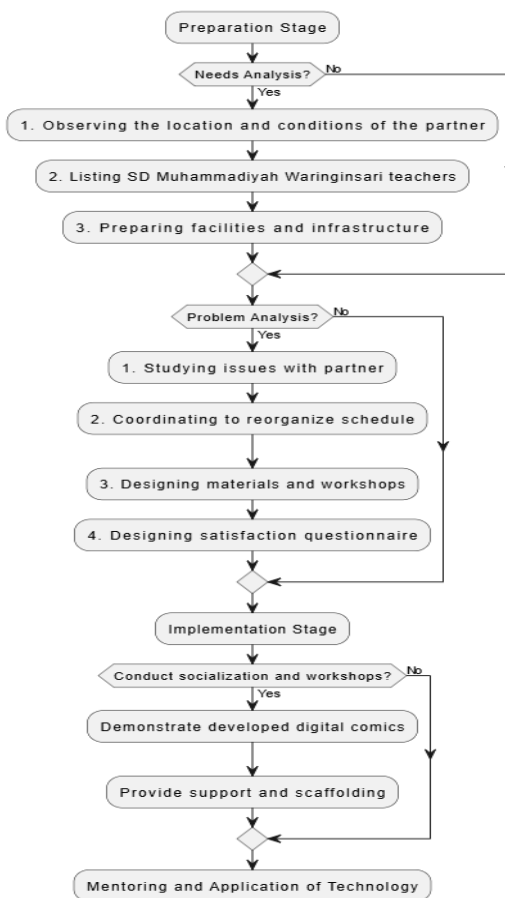 Preparation Stage
Needs Analysis?
No
Yes
1. Observing the location and conditions of the partner
2. Listing SD Muhammadiyah Waringinsari teachers
3. Preparing facilities and infrastructure
Problem Analysis?
No
Yes
1. Studying issues with partner
2. Coordinating to reorganize schedule
3. Designing materials and workshops
4. Designing satisfaction questionnaire
Implementation Stage
Conduct socialization and workshops?
No
Yes
Demonstrate developed digital comics
Provide support and scaffolding
Mentoring and Application of Technology